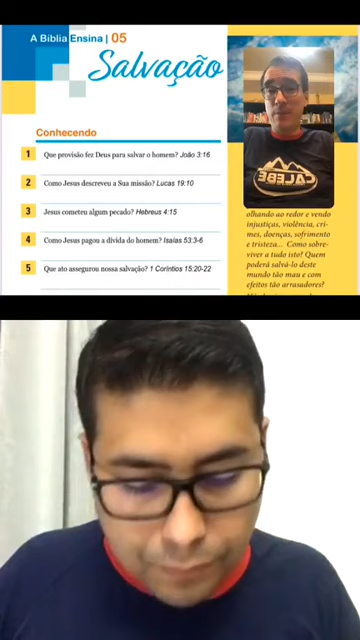 A Bíblia Ensina | 05
Salvação
Conhecendo
1 Que provisão fez Deus para salvar o homem? João 3:16
2 Como Jesus descreveu a Sua missão? Lucas 19:10
3 Jesus cometeu algum pecado? Hebreus 4:15
4 Como Jesus pagou a dívida do homem? Isaías 53:3-6
5 Que ato assegurou nossa salvação? 1 Coríntios 15:20-22
CALEBE
olhando ao redor e vendo
injustiças, violência, cri-
mes, doenças, sofrimento
e tristeza... Como sobre-
viver a tudo isto? Quem
poderá salvá-lo deste
mundo tão mau e com
efeitos tão arrasadores?